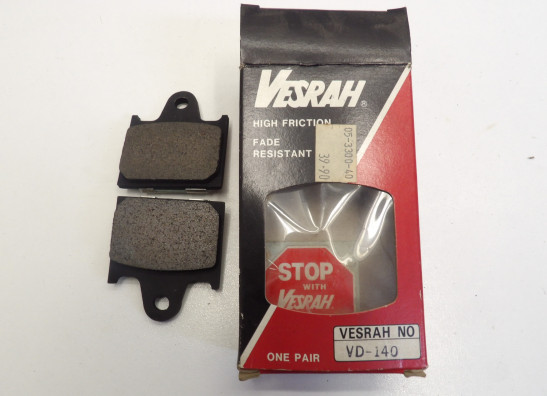 VESRAH®
HIGH FRICTION
FADE
RESISTANT
05-3300-40
39.90
STOP
WITH
VESRAH
VESRAH NO
VD-140
ONE PAIR